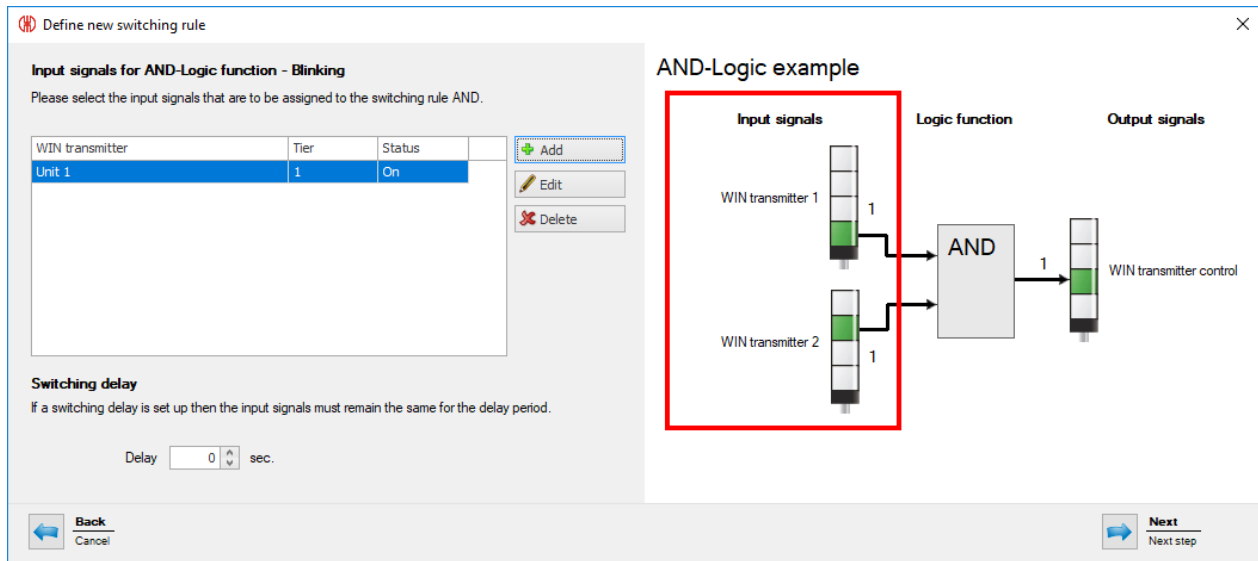 Define new switching rule
Input signals for AND-Logic function - Blinking
Please select the input signals that are to be assigned to the switching rule AND.
WIN transmitter Tier Status
Unit 1 1 On
Add
Edit
Delete
Switching delay
If a switching delay is set up then the input signals must remain the same for the delay period.
Delay 0 sec.
AND-Logic example
Input signals Logic function Output signals
WIN transmitter 1
1
AND
1
WIN transmitter control
WIN transmitter 2
1
Back
Cancel
Next
Next step